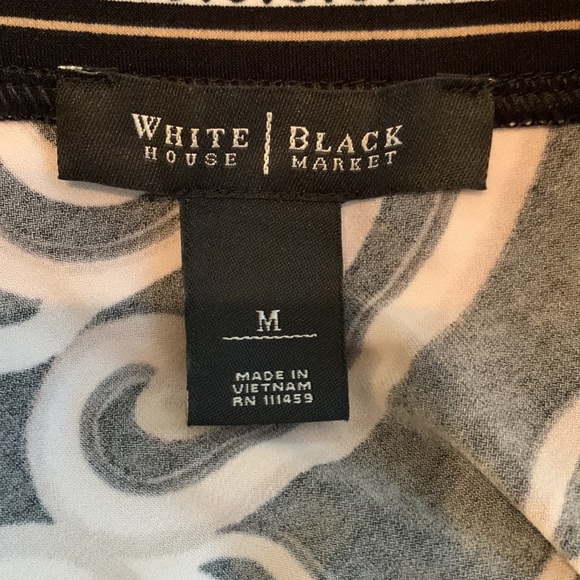 WHITE | BLACK
HOUSE | MARKET
M
MADE IN
VIETNAM
RN 111459